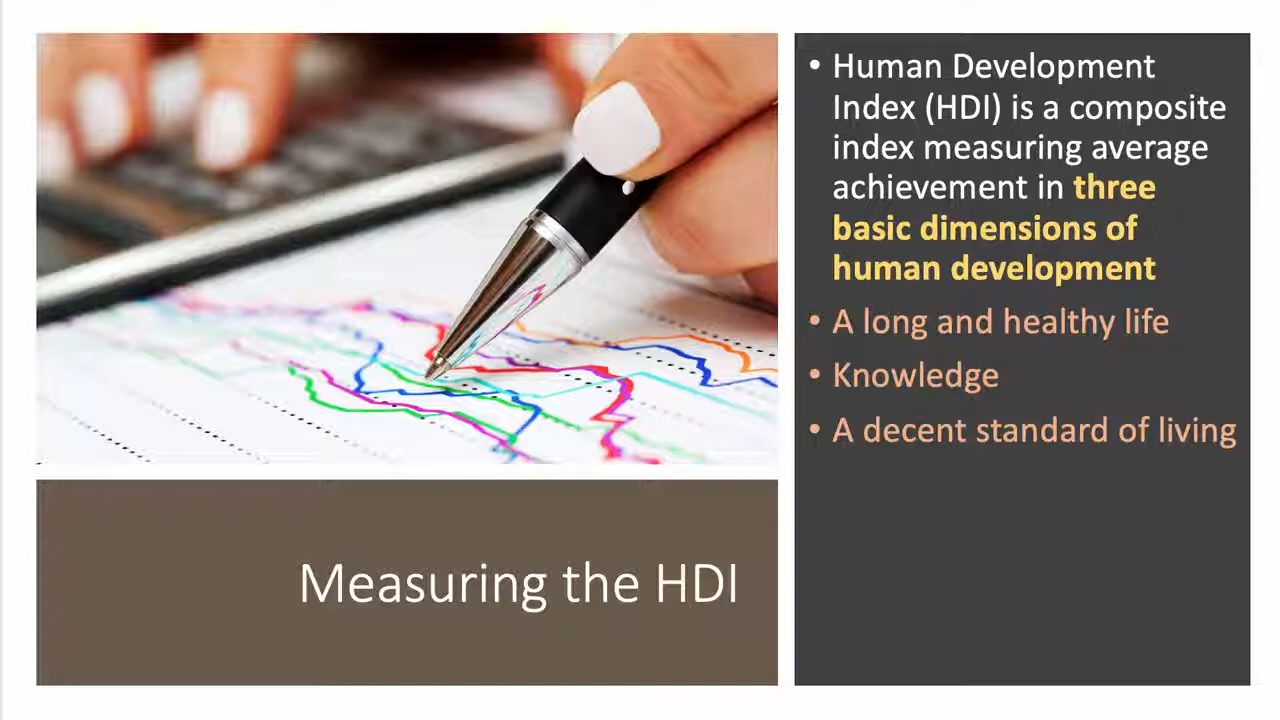 • Human Development
Index (HDI) is a composite
index measuring average
achievement in three
basic dimensions of
human development
• A long and healthy life
• Knowledge
• A decent standard of living
Measuring the HDI